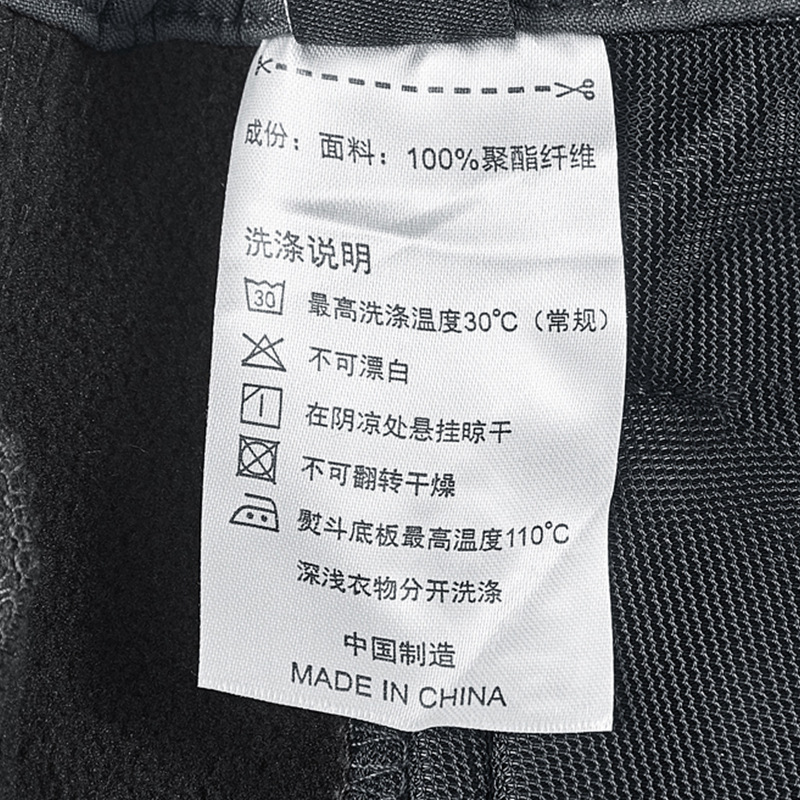 成份：面料：100%聚酯纤维
洗涤说明
30 最高洗涤温度30℃（常规）
不可漂白
在阴凉处悬挂晾干
不可翻转干燥
熨斗底板最高温度110℃
深浅衣物分开洗涤
中国制造
MADE IN CHINA